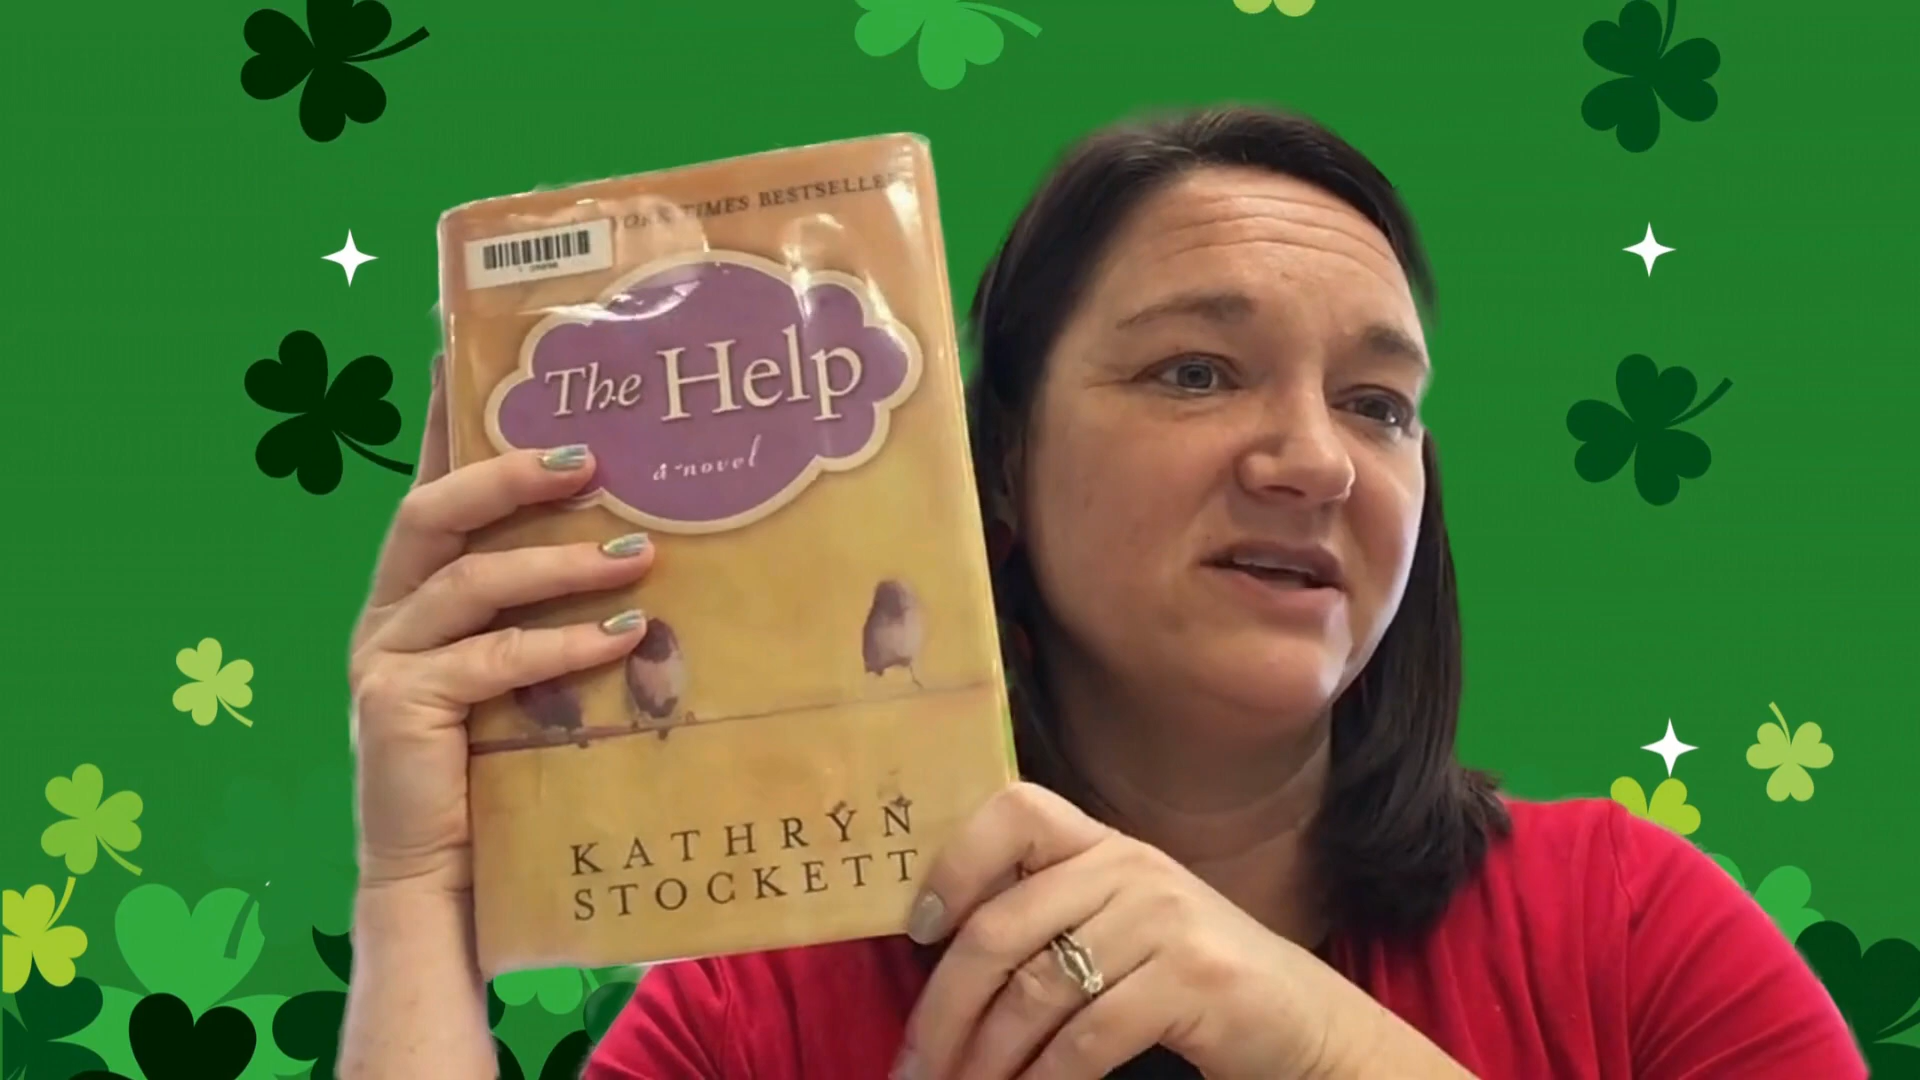 TIMES BESTSELLER
The Help
a novel
KATHRYN
STOCKETT